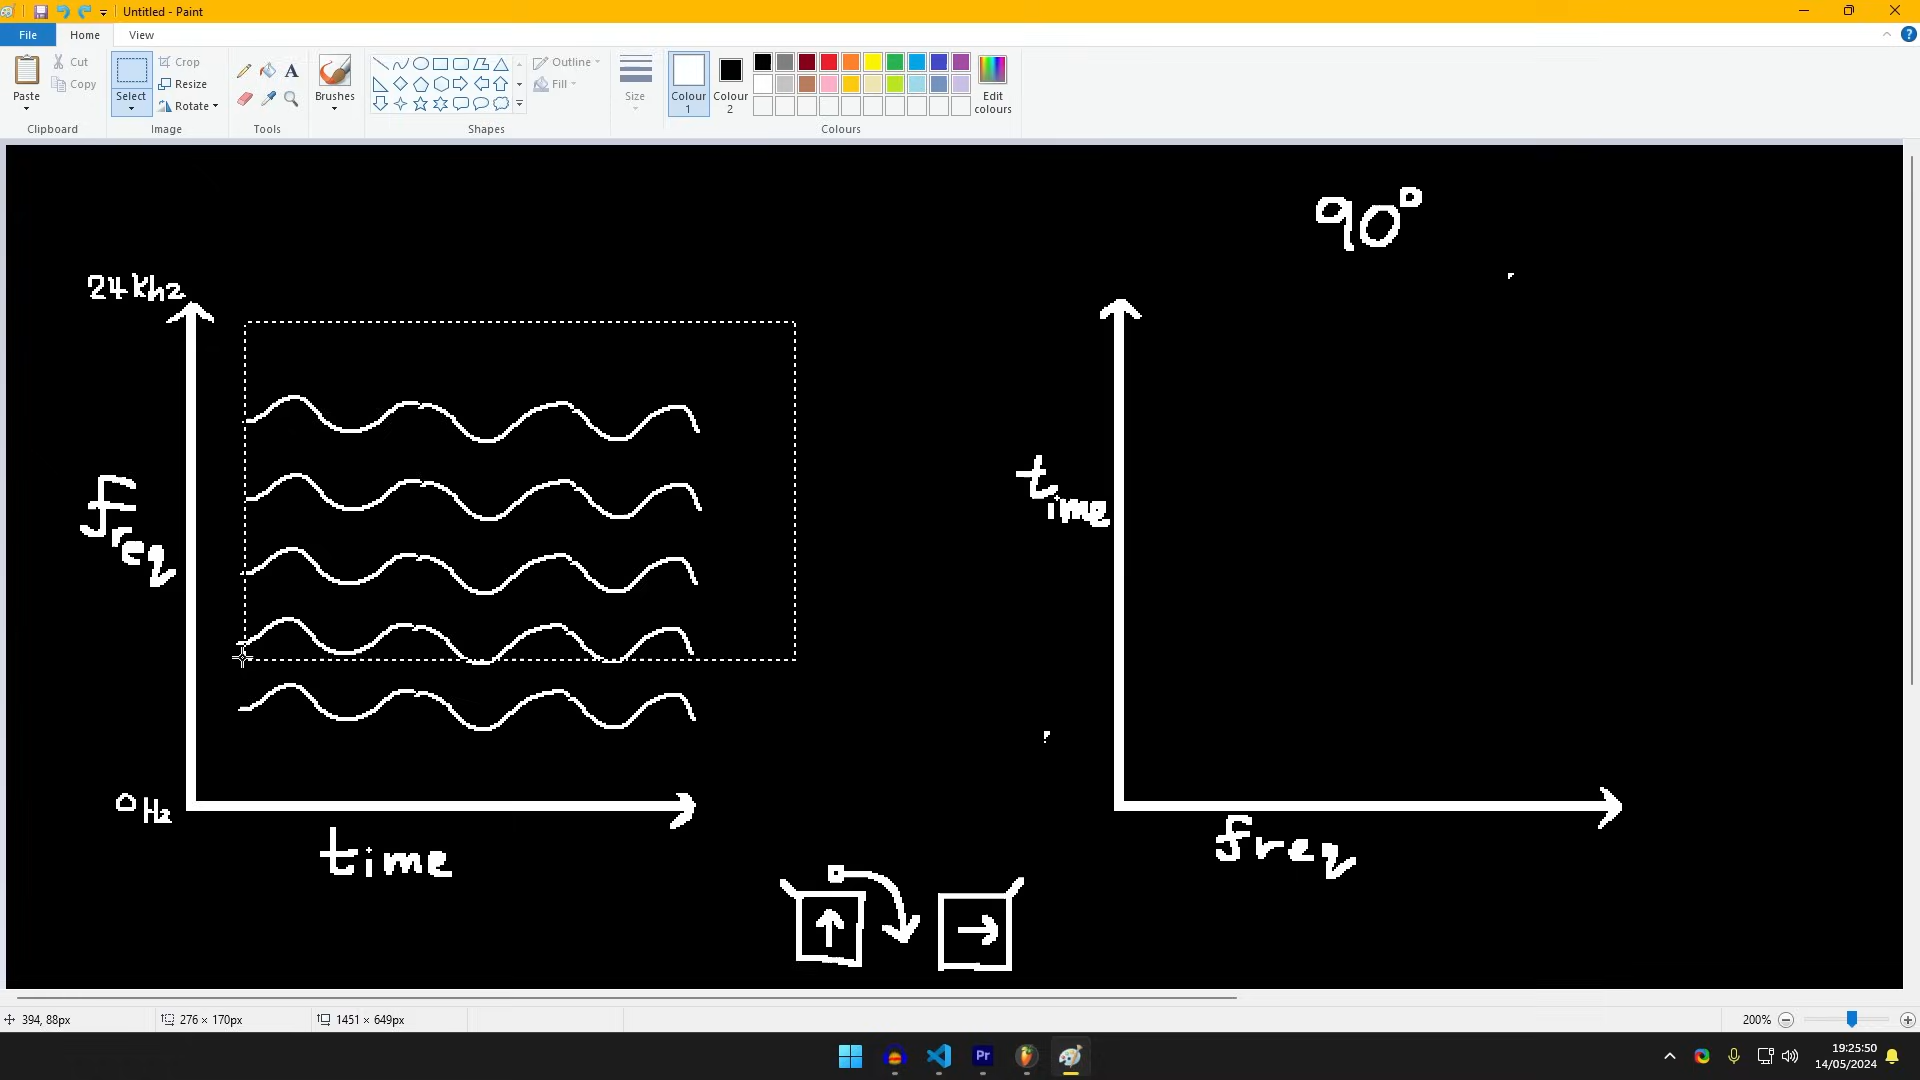 Untitled - Paint
File
Home
View
Paste
Cut
Copy
Clipboard
Select
Crop
Resize
Rotate
Image
A
Tools
Brushes
Shapes
Outline
Fill
Size
Colour 1
Colour 2
Edit colours
Colours
90°
24khz
freq
time
0Hz
time
freq
394, 88px
276 × 170px
1451 × 649px
200%
Pr
19:25:50
14/05/2024